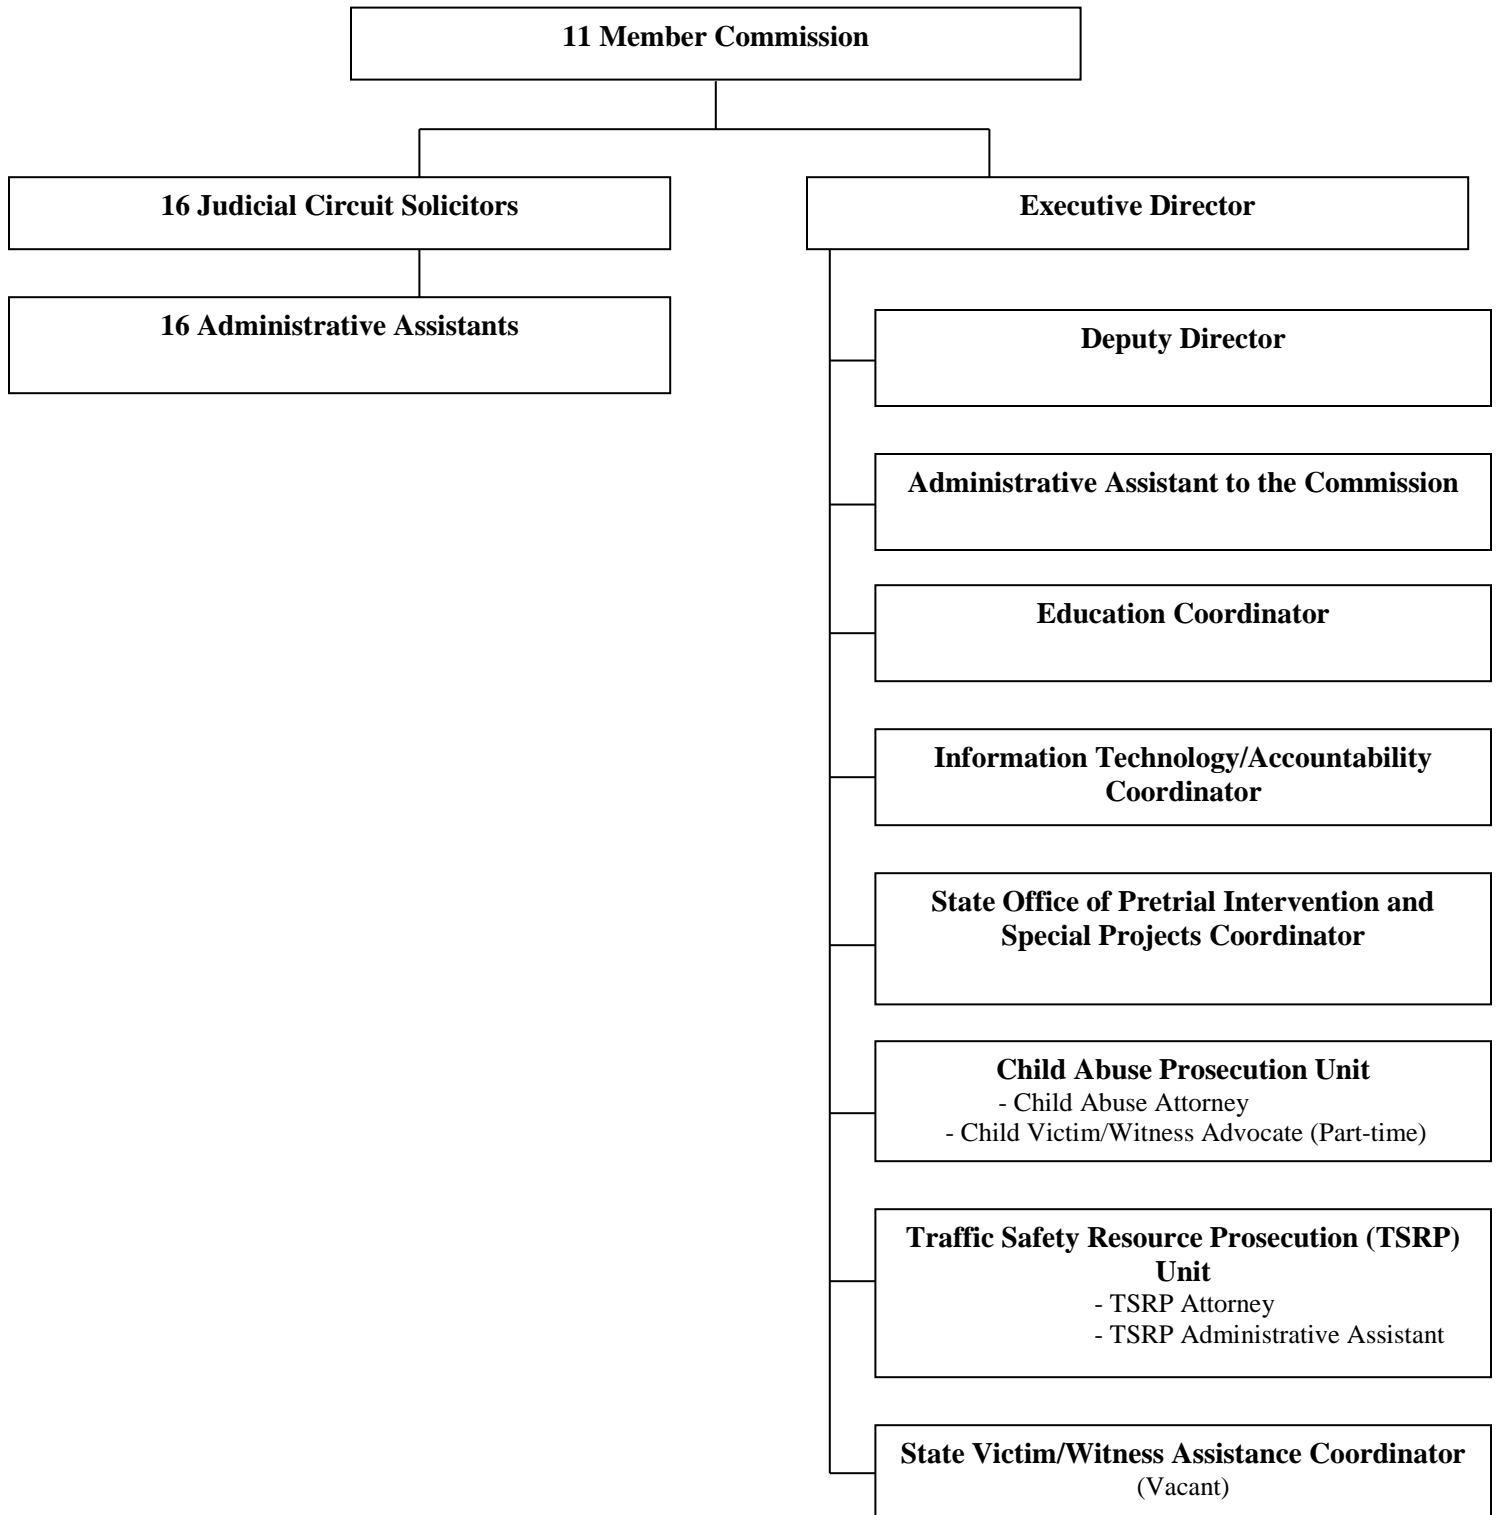 11 Member Commission
16 Judicial Circuit Solicitors
Executive Director
16 Administrative Assistants
Deputy Director
Administrative Assistant to the Commission
Education Coordinator
Information Technology/Accountability
Coordinator
State Office of Pretrial Intervention and
Special Projects Coordinator
Child Abuse Prosecution Unit
- Child Abuse Attorney
- Child Victim/Witness Advocate (Part-time)
Traffic Safety Resource Prosecution (TSRP)
Unit
- TSRP Attorney
- TSRP Administrative Assistant
State Victim/Witness Assistance Coordinator
(Vacant)